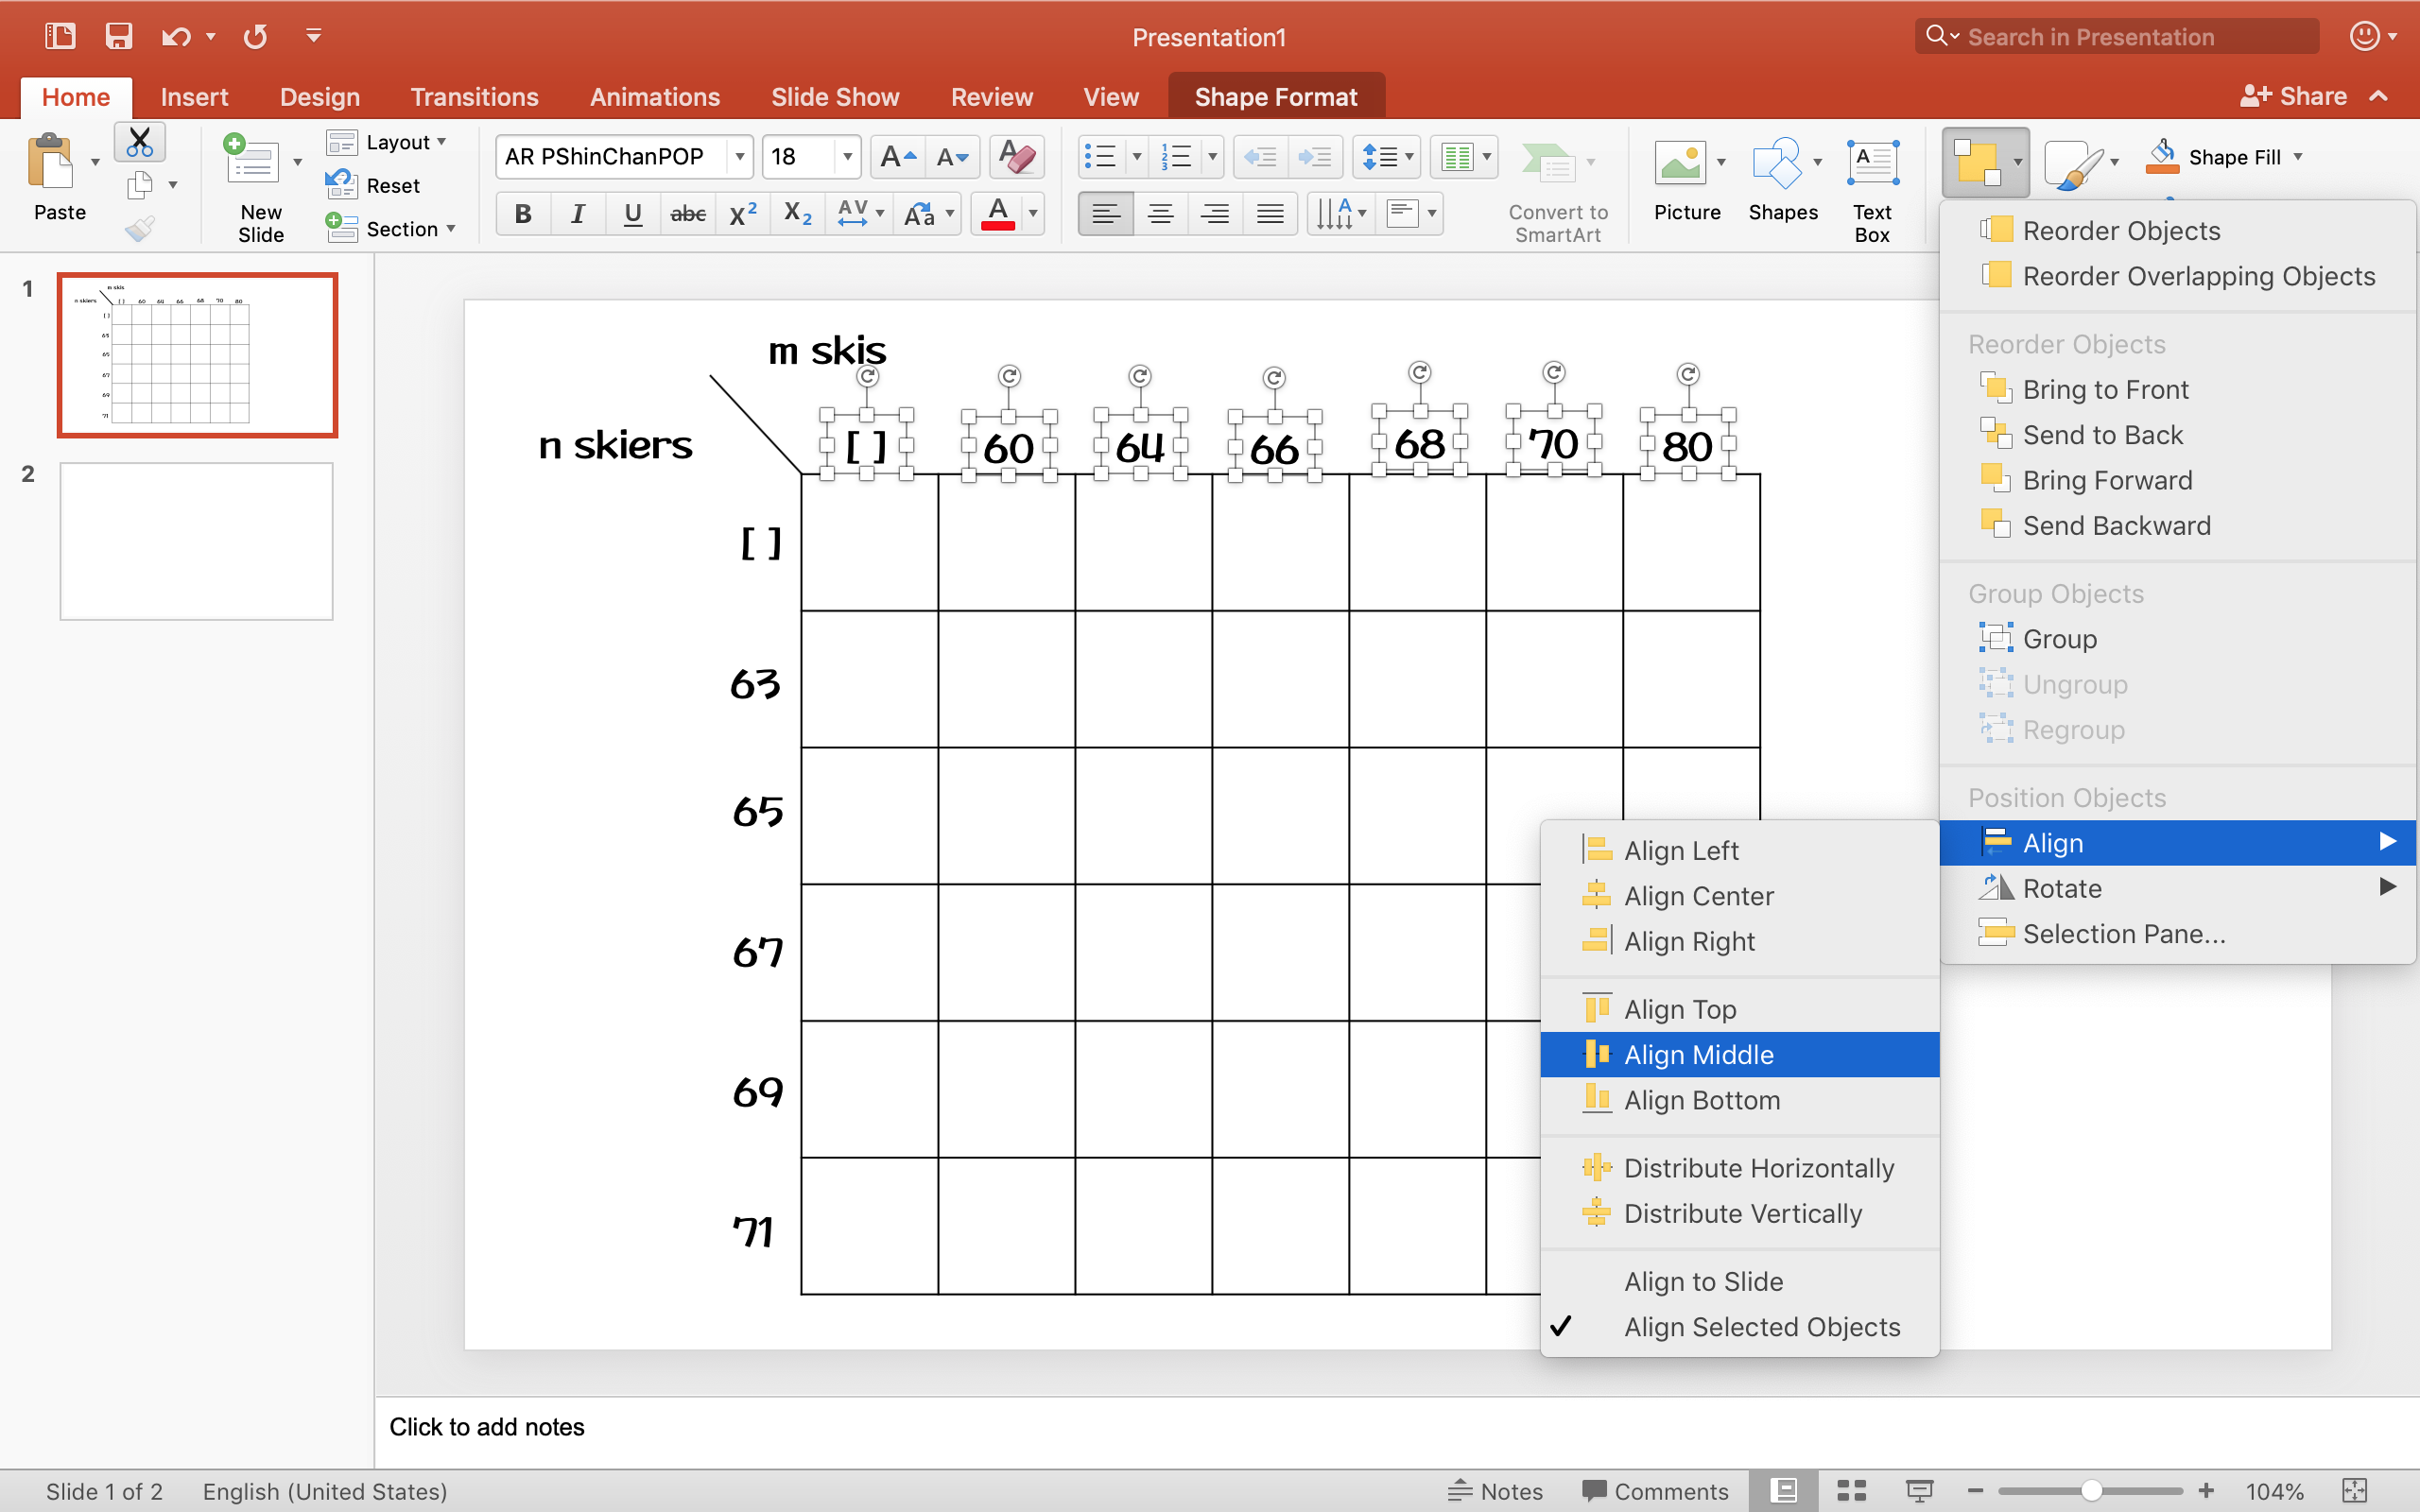 Presentation1
Search in Presentation
Home Insert Design Transitions Animations Slide Show Review View Shape Format Share
Paste
New Slide
Layout
Reset
Section
AR PShinChanPOP 18
B I U abc X2 X2 AV Aa A
Convert to SmartArt
Picture
Shapes
Text Box
Shape Fill
Reorder Objects
Reorder Overlapping Objects
Reorder Objects
Bring to Front
Send to Back
Bring Forward
Send Backward
Group Objects
Group
Ungroup
Regroup
Position Objects
Align
Rotate
Selection Pane...
Align Left
Align Center
Align Right
Align Top
Align Middle
Align Bottom
Distribute Horizontally
Distribute Vertically
Align to Slide
✓ Align Selected Objects
1
2
m skis
n skiers [ ] 60 64 66 68 70 80
[ ]
63
65
67
69
71
Click to add notes
Slide 1 of 2 English (United States) Notes Comments 104%